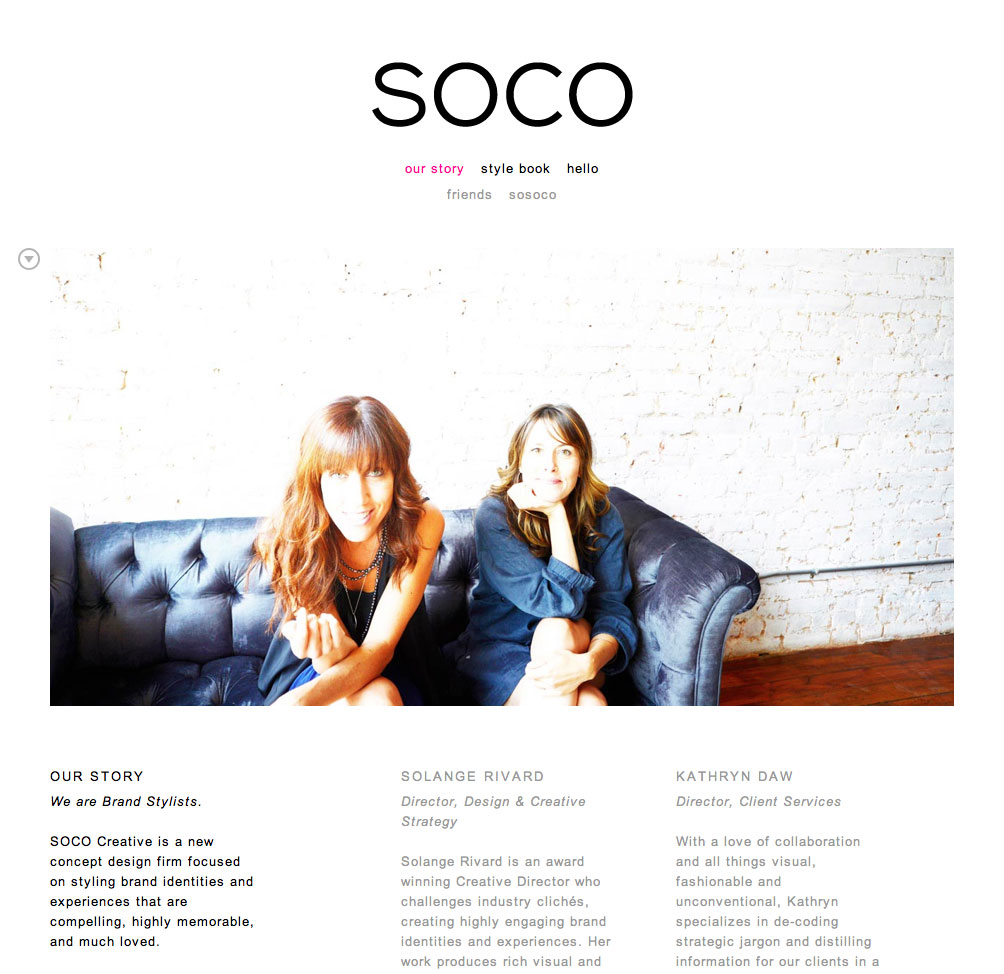 SOCO
our story style book hello
friends sosoco
OUR STORY
We are Brand Stylists.
SOCO Creative is a new
concept design firm focused
on styling brand identities and
experiences that are
compelling, highly memorable,
and much loved.
SOLANGE RIVARD
Director, Design & Creative
Strategy
Solange Rivard is an award
winning Creative Director who
challenges industry clichés,
creating highly engaging brand
identities and experiences. Her
work produces rich visual and
KATHRYN DAW
Director, Client Services
With a love of collaboration
and all things visual,
fashionable and
unconventional, Kathryn
specializes in de-coding
strategic jargon and distilling
information for our clients in a